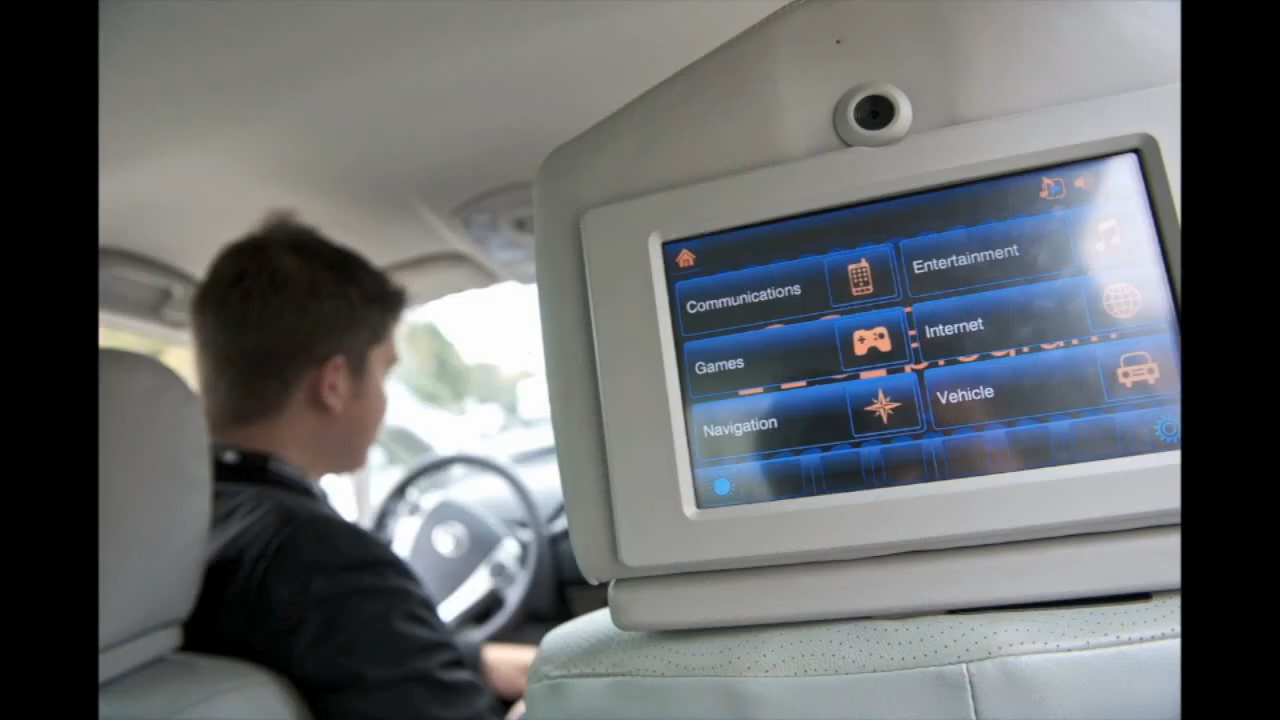 Communications
Entertainment
Games
Internet
Navigation
Vehicle